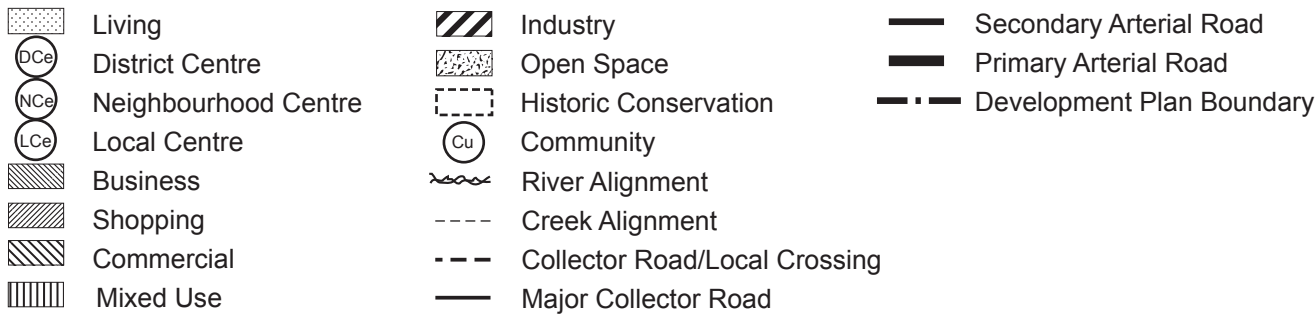 Living
DCe District Centre
NCe Neighbourhood Centre
LCe Local Centre
Business
Shopping
Commercial
Mixed Use
Industry
Open Space
Historic Conservation
Cu Community
River Alignment
Creek Alignment
Collector Road/Local Crossing
Major Collector Road
Secondary Arterial Road
Primary Arterial Road
Development Plan Boundary